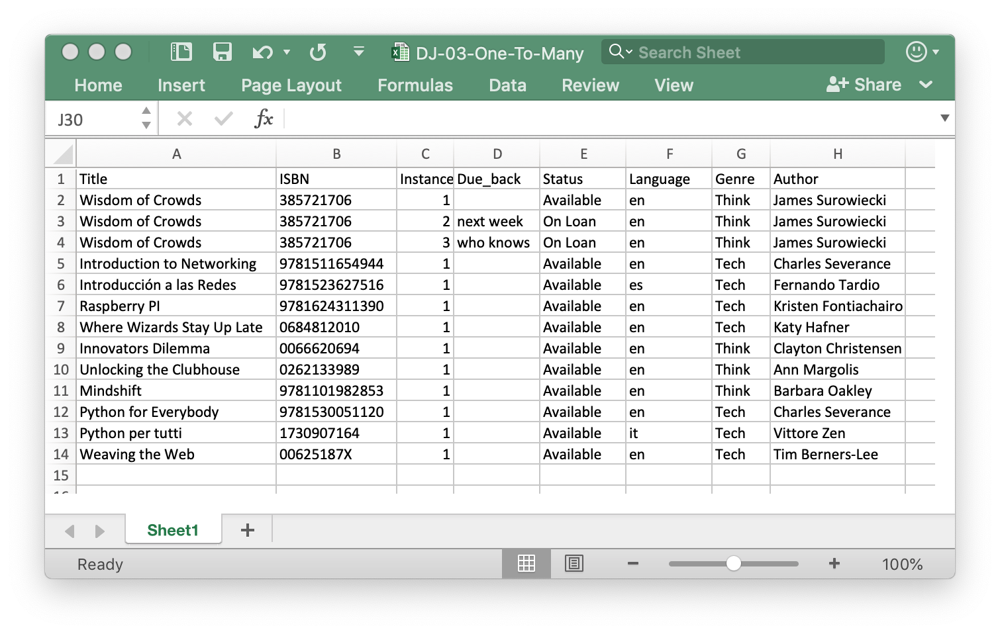 DJ-03-One-To-Many Search Sheet
Home Insert Page Layout Formulas Data Review View Share
J30 fx
A B C D E F G H
1 Title ISBN Instance Due_back Status Language Genre Author
2 Wisdom of Crowds 385721706 1 Available en Think James Surowiecki
3 Wisdom of Crowds 385721706 2 next week On Loan en Think James Surowiecki
4 Wisdom of Crowds 385721706 3 who knows On Loan en Think James Surowiecki
5 Introduction to Networking 9781511654944 1 Available en Tech Charles Severance
6 Introducción a las Redes 9781523627516 1 Available es Tech Fernando Tardio
7 Raspberry PI 9781624311390 1 Available en Tech Kristen Fontiachairo
8 Where Wizards Stay Up Late 0684812010 1 Available en Tech Katy Hafner
9 Innovators Dilemma 0066620694 1 Available en Think Clayton Christensen
10 Unlocking the Clubhouse 0262133989 1 Available en Think Ann Margolis
11 Mindshift 9781101982853 1 Available en Think Barbara Oakley
12 Python for Everybody 9781530051120 1 Available en Tech Charles Severance
13 Python per tutti 1730907164 1 Available it Tech Vittore Zen
14 Weaving the Web 00625187X 1 Available en Tech Tim Berners-Lee
15
Sheet1
Ready 100%